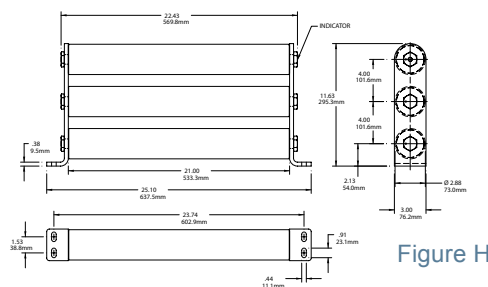 22.43
569.8mm
INDICATOR
4.00
101.6mm
11.63
295.3mm
4.00
101.6mm
.38
9.5mm
21.00
533.3mm
2.13
54.0mm
Ø 2.88
73.0mm
25.10
637.5mm
3.00
76.2mm
23.74
602.9mm
1.53
38.8mm
.91
23.1mm
Figure H
.44
11.1mm